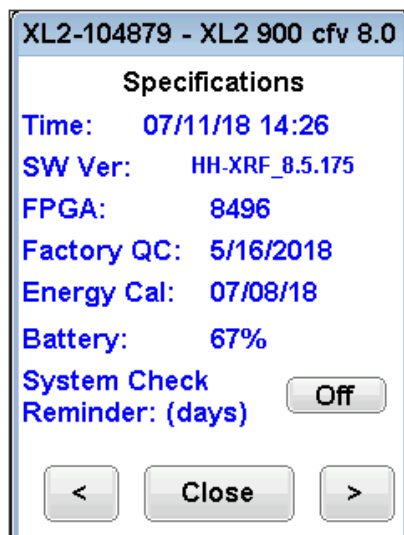 XL2-104879 - XL2 900 cfv 8.0
Specifications
Time: 07/11/18 14:26
SW Ver: HH-XRF_8.5.175
FPGA: 8496
Factory QC: 5/16/2018
Energy Cal: 07/08/18
Battery: 67%
System Check
Reminder: (days) Off
< Close >